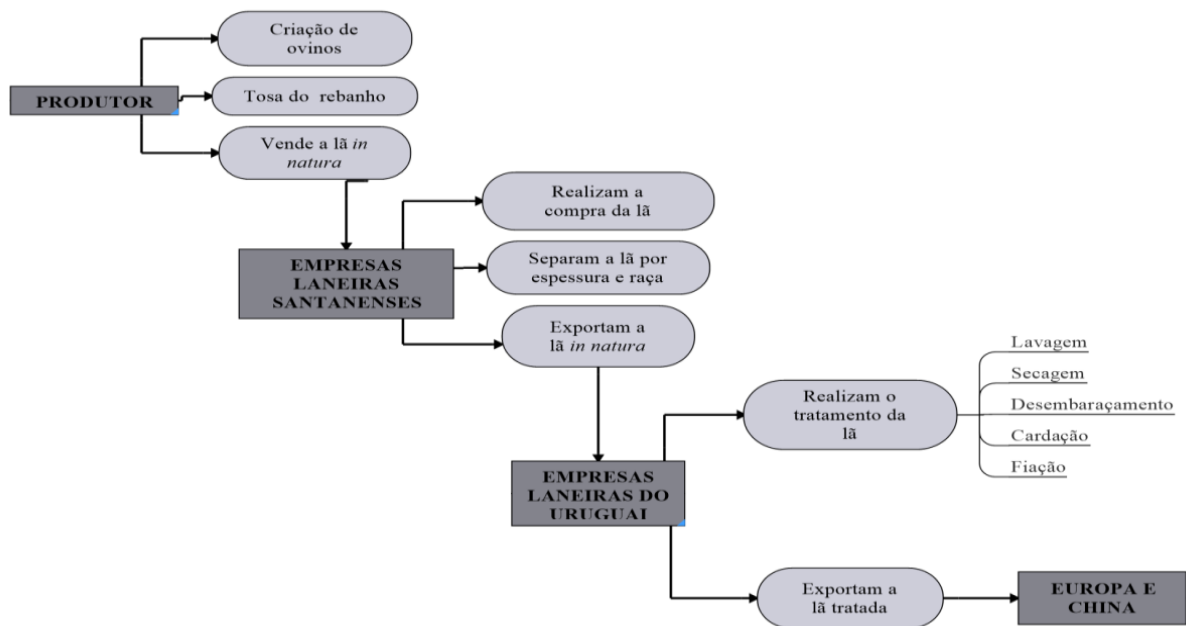 Criação de
ovinos
PRODUTOR
Tosa do rebanho
Vende a lã in
natura
Realizam a
compra da lã
EMPRESAS
LANEIRAS
SANTANENSES
Separam a lã por
espessura e raça
Exportam a
lã in natura
Realizam o
tratamento da
lã
Lavagem
Secagem
Desembaraçamento
Cardação
Fiação
EMPRESAS
LANEIRAS DO
URUGUAI
Exportam a
lã tratada
EUROPA E
CHINA